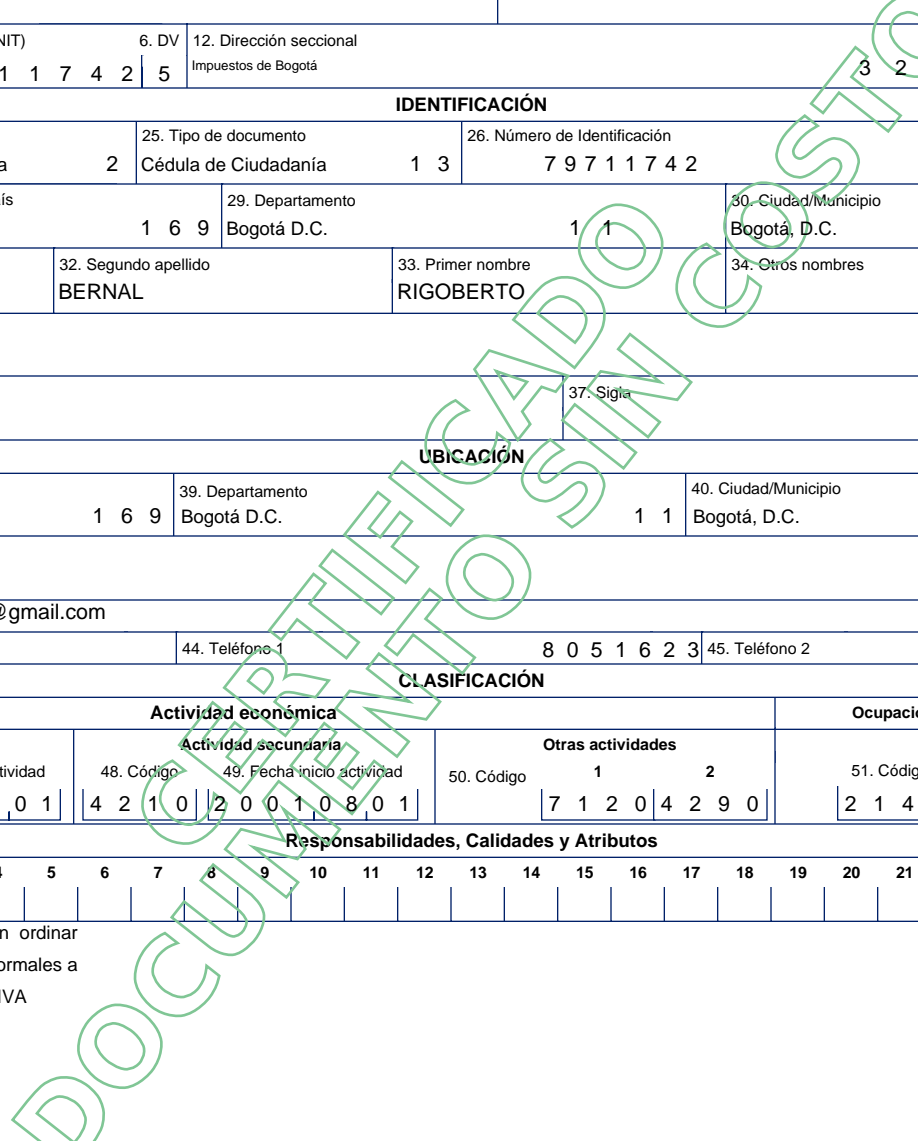 NIT) 6. DV 12. Dirección seccional
1 1 7 4 2 5 Impuestos de Bogotá 3 2
IDENTIFICACIÓN
25. Tipo de documento 26. Número de Identificación
a 2 Cédula de Ciudadanía 1 3 7 9 7 1 1 7 4 2
ís 29. Departamento 30. Ciudad/Municipio
1 6 9 Bogotá D.C. 1 1 Bogotá, D.C.
32. Segundo apellido 33. Primer nombre 34. Otros nombres
BERNAL RIGOBERTO
37. Sigla
UBICACIÓN
39. Departamento 40. Ciudad/Municipio
1 6 9 Bogotá D.C. 1 1 Bogotá, D.C.
@gmail.com
44. Teléfono 1 8 0 5 1 6 2 3 45. Teléfono 2
CLASIFICACIÓN
Actividad económica Ocupació
Actividad secundaria Otras actividades
tividad 48. Código 49. Fecha inicio actividad 50. Código 1 2 51. Códig
0 1 4 2 1 0 2 0 0 1 0 8 0 1 7 1 2 0 4 2 9 0 2 1 4
Responsabilidades, Calidades y Atributos
5 6 7 8 9 10 11 12 13 14 15 16 17 18 19 20 21
n ordinar
ormales a
IVA
CERTIFICADO
DOCUMENTO SIN COSTO